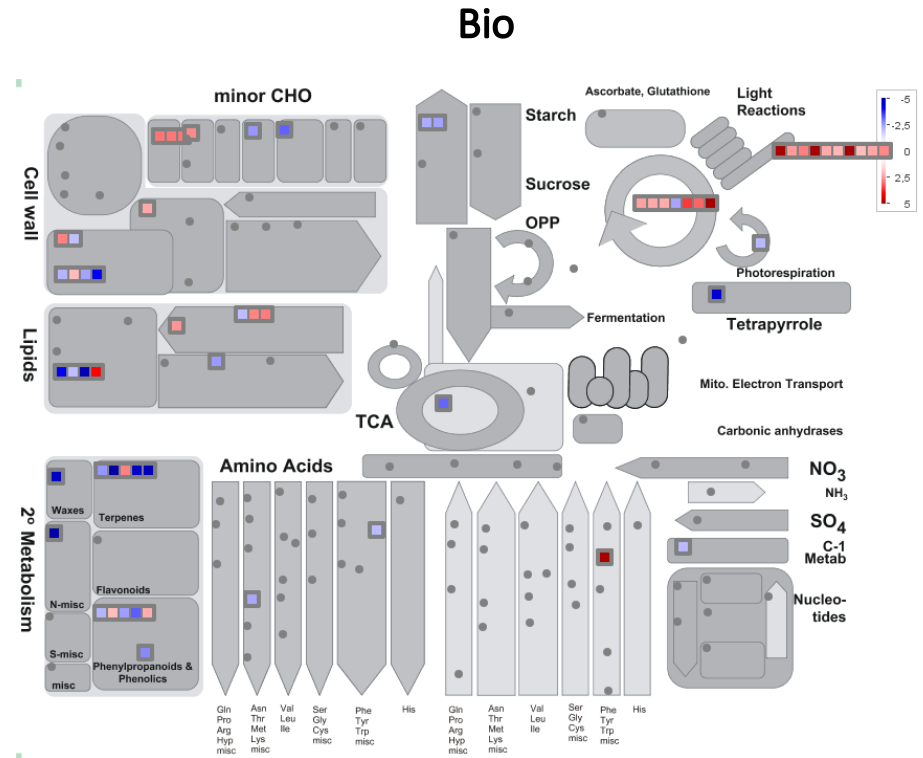 Bio
minor CHO
Cell wall
Lipids
2º Metabolism
Starch
Sucrose
OPP
Fermentation
Ascorbate, Glutathione
Light
Reactions
-5
-2,5
0
2,5
5
Photorespiration
Tetrapyrrole
Mito. Electron Transport
TCA
Carbonic anhydrases
Amino Acids
NO3
NH3
SO4
C-1
Metab
Nucleo-
tides
Waxes
Terpenes
N-misc
Flavonoids
S-misc
misc
Phenylpropanoids &
Phenolics
Gln
Pro
Arg
Hyp
misc
Asn
Thr
Met
Lys
misc
Val
Leu
Ile
Ser
Gly
Cys
misc
Phe
Tyr
Trp
misc
His
Gln
Pro
Arg
Hyp
misc
Asn
Thr
Met
Lys
misc
Val
Leu
Ile
Ser
Gly
Cys
misc
Phe
Tyr
Trp
misc
His